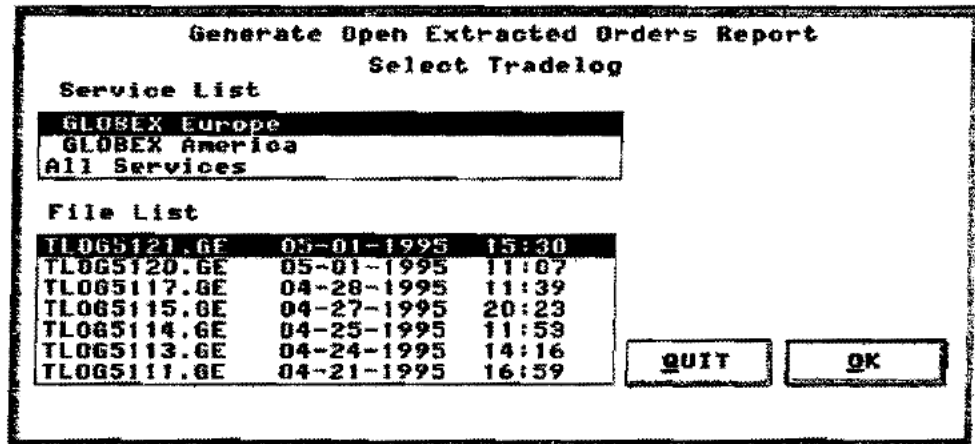 Generate Open Extracted Orders Report
Select Tradelog
Service List
GLOBEX Europe
GLOBEX America
All Services
File List
TLOG5121.GE 05-01-1995 15:30
TLOG5120.GE 05-01-1995 11:07
TLOG5117.GE 04-28-1995 11:39
TLOG5115.GE 04-27-1995 20:23
TLOG5114.GE 04-25-1995 11:53
TLOG5113.GE 04-24-1995 14:16
TLOG5111.GE 04-21-1995 16:59
QUIT OK